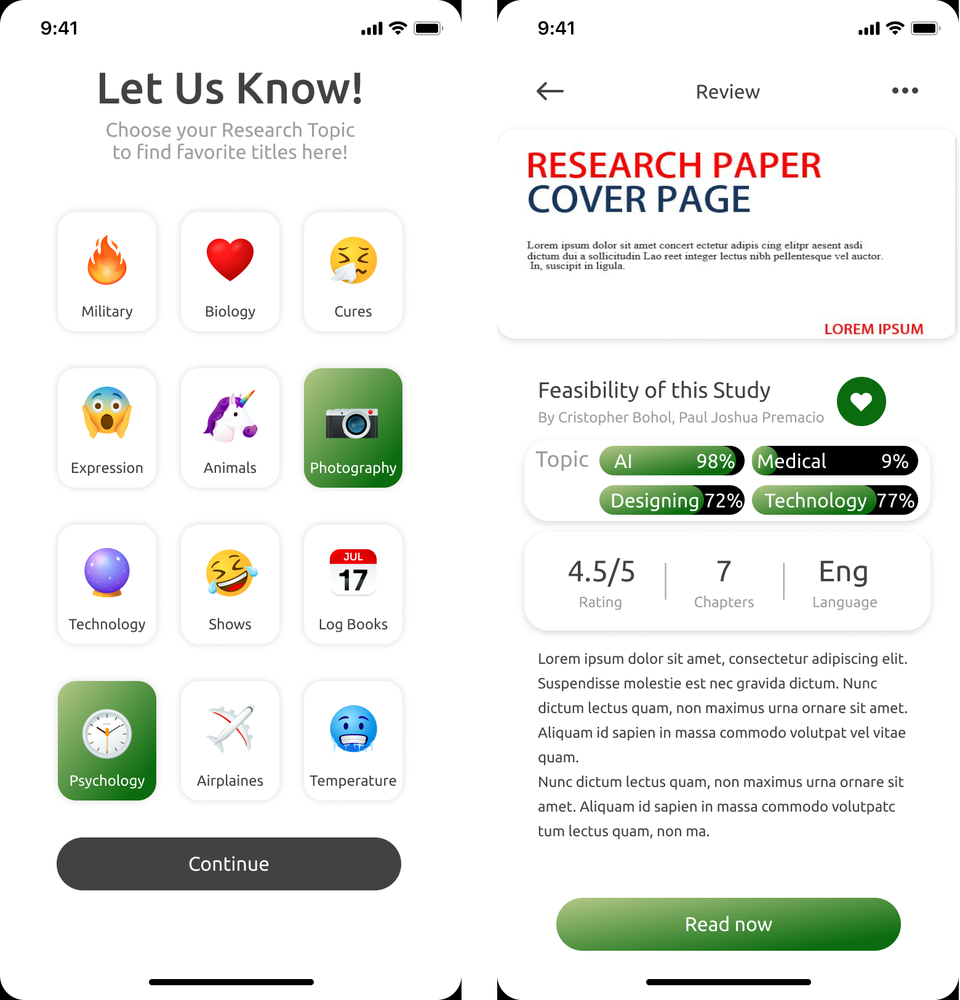 9:41
Let Us Know!
Choose your Research Topic
to find favorite titles here!
Military
Biology
Cures
Expression
Animals
Photography
Technology
Shows
JUL
17
Log Books
Psychology
Airplaines
Temperature
Continue
9:41
Review
RESEARCH PAPER
COVER PAGE
Lorem ipsum dolor sit amet concert ectetur adipis cing elitpr aesent asdi
dictum dui a sollicitudin Lao reet integer lectus nibh pellentesque vel auctor.
In, suscipit in ligula.
LOREM IPSUM
Feasibility of this Study
By Cristopher Bohol, Paul Joshua Premacio
Topic
AI 98%
Medical 9%
Designing 72%
Technology 77%
4.5/5
Rating
7
Chapters
Eng
Language
Lorem ipsum dolor sit amet, consectetur adipiscing elit.
Suspendisse molestie est nec gravida dictum. Nunc
dictum lectus quam, non maximus urna ornare sit amet.
Aliquam id sapien in massa commodo volutpat vel vitae
quam.
Nunc dictum lectus quam, non maximus urna ornare sit
amet. Aliquam id sapien in massa commodo volutpatc
tum lectus quam, non ma.
Read now